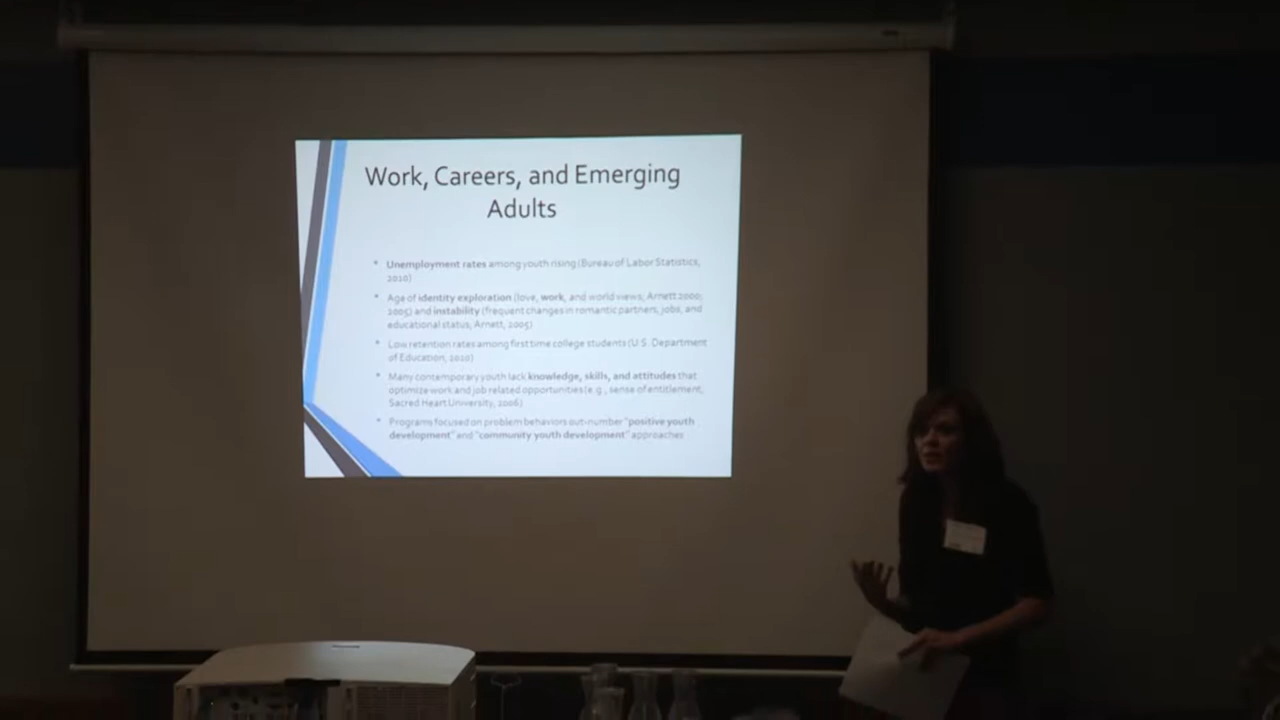 Work, Careers, and Emerging
Adults
Unemployment rates among youth rising (Bureau of Labor Statistics,
2010)
Age of identity exploration (love, work, and world views; Arnett 2000;
2005) and instability (frequent changes in romantic partners, jobs, and
educational status, Arnett, 2005)
Low retention rates among first time college students (U.S. Department
of Education, 2010)
Many contemporary youth lack knowledge, skills, and attitudes that
optimize work and job related opportunities (e.g., sense of entitlement,
Sacred Heart University, 2006)
Programs focused on problem behaviors out-number "positive youth
development" and "community youth development" approaches